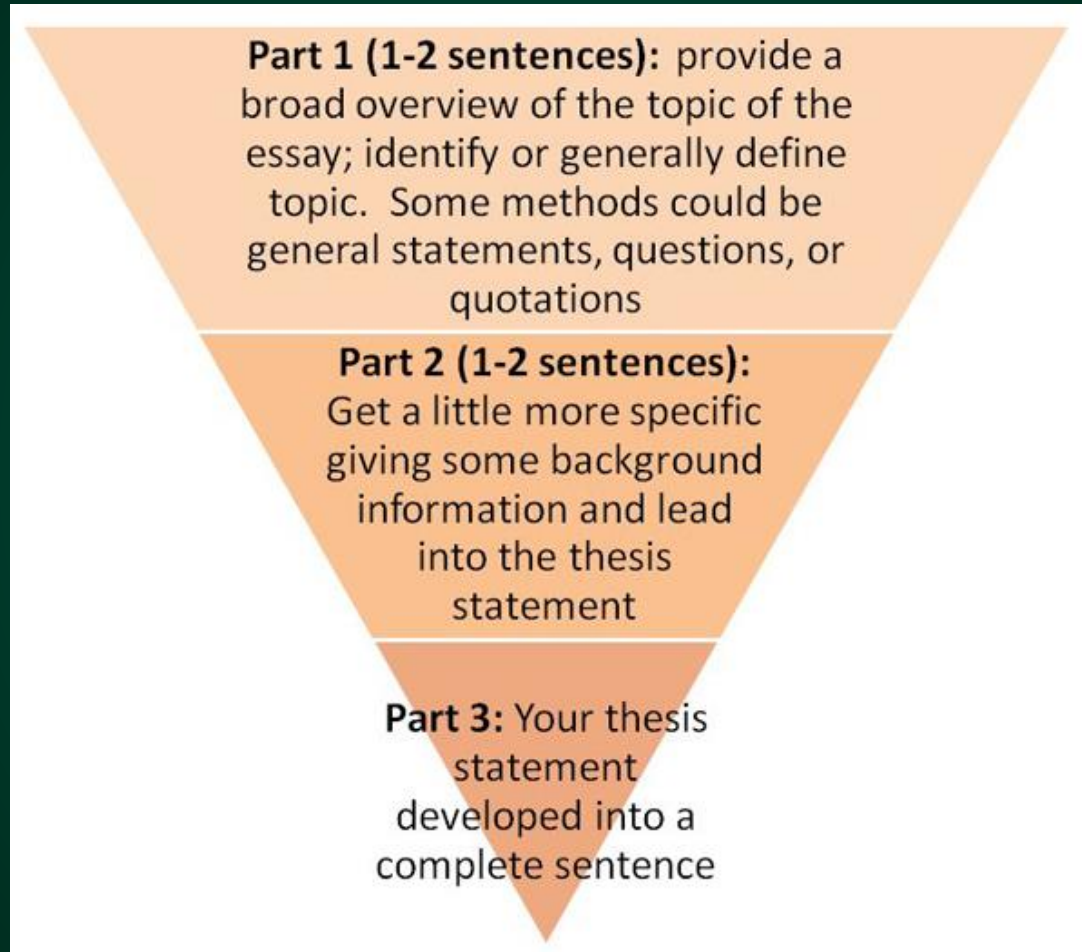 Part 1 (1-2 sentences): provide a
broad overview of the topic of the
essay; identify or generally define
topic.  Some methods could be
general statements, questions, or
quotations
Part 2 (1-2 sentences):
Get a little more specific
giving some background
information and lead
into the thesis
statement
Part 3: Your thesis
statement
developed into a
complete sentence